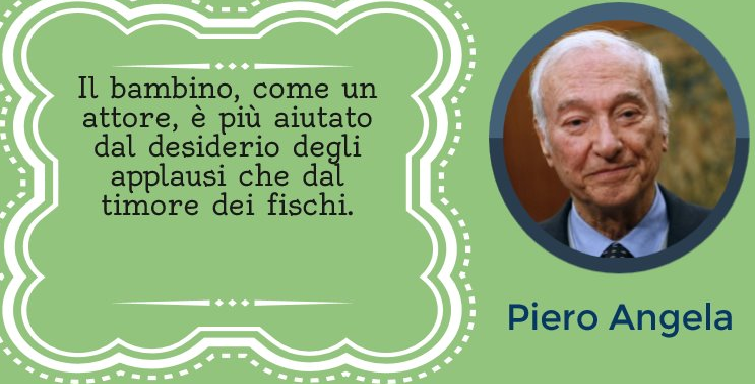 Il bambino, come un
attore, è più aiutato
dal desiderio degli
applausi che dal
timore dei fischi.
Piero Angela